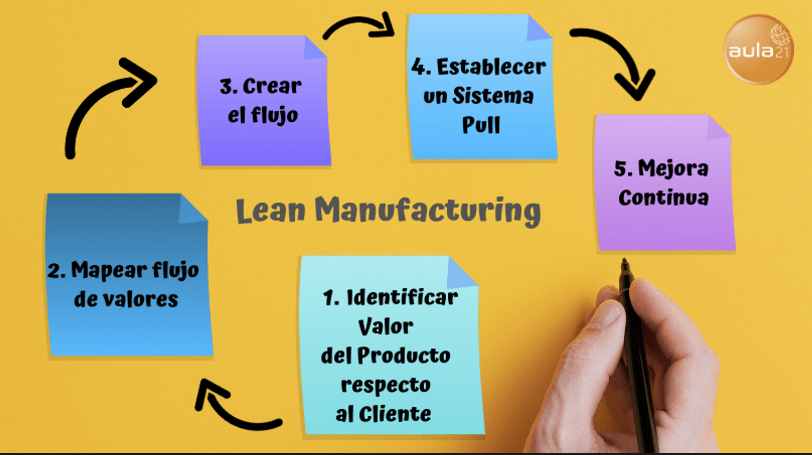 aula21
3. Crear
el flujo
4. Establecer
un Sistema
Pull
5. Mejora
Continua
Lean Manufacturing
2. Mapear flujo
de valores
1. Identificar
Valor
del Producto
respecto
al Cliente